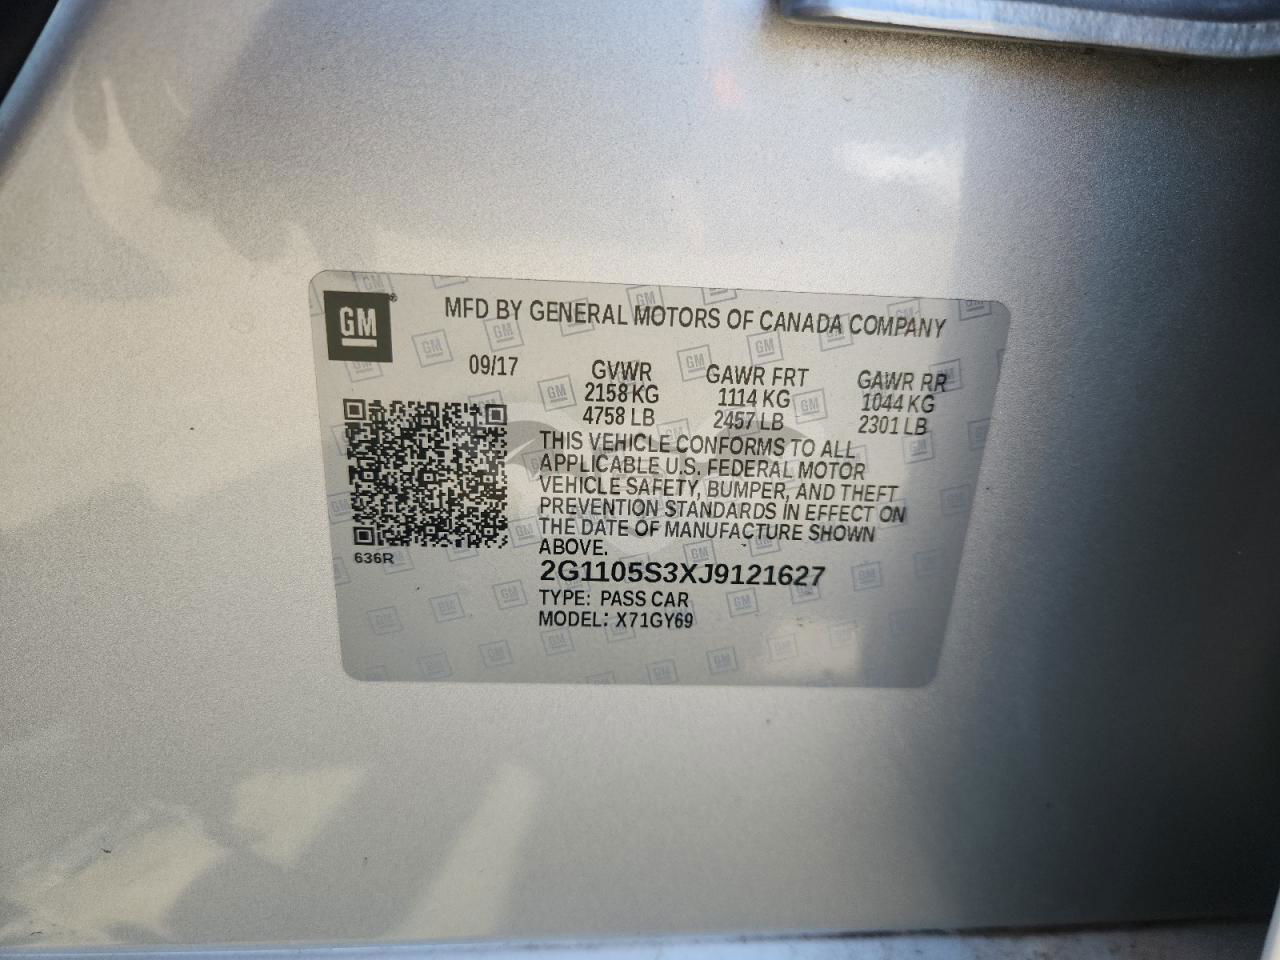 GM
MFD BY GENERAL MOTORS OF CANADA COMPANY
09/17 GVWR GAWR FRT GAWR RR
2158 KG 1114 KG 1044 KG
4758 LB 2457 LB 2301 LB
THIS VEHICLE CONFORMS TO ALL
APPLICABLE U.S. FEDERAL MOTOR
VEHICLE SAFETY, BUMPER, AND THEFT
PREVENTION STANDARDS IN EFFECT ON
THE DATE OF MANUFACTURE SHOWN
ABOVE.
636R
2G1105S3XJ9121627
TYPE: PASS CAR
MODEL: X71GY69